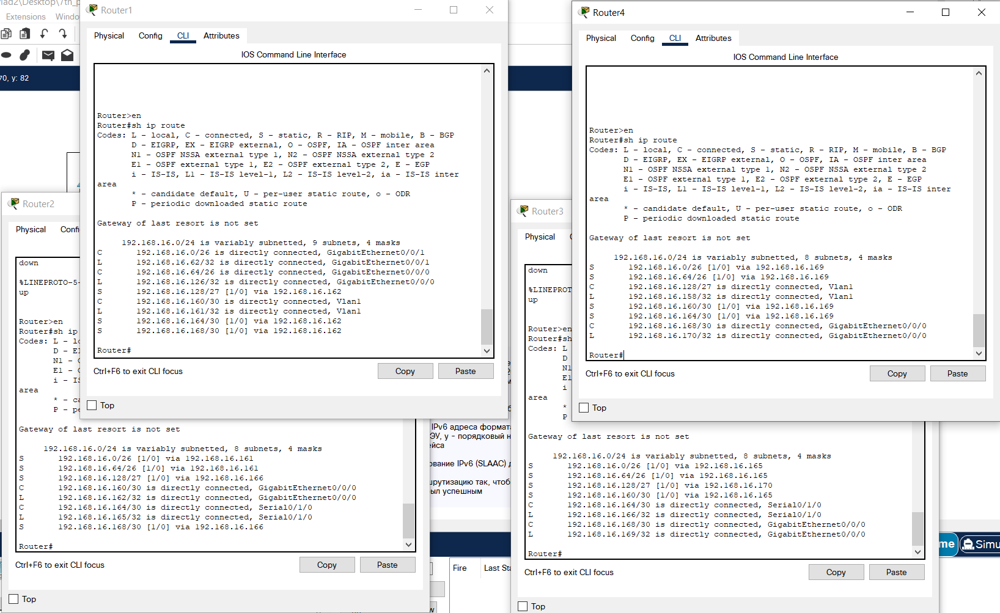 lad2\Desktop\7th_p
Extensions
Windo
70, y: 82
Router1
Physical
Config
CLI
Attributes
IOS Command Line Interface
Router>en
Router#sh ip route
Codes: L - local, C - connected, S - static, R - RIP, M - mobile, B - BGP
D - EIGRP, EX - EIGRP external, O - OSPF, IA - OSPF inter area
N1 - OSPF NSSA external type 1, N2 - OSPF NSSA external type 2
E1 - OSPF external type 1, E2 - OSPF external type 2, E - EGP
i - IS-IS, L1 - IS-IS level-1, L2 - IS-IS level-2, ia - IS-IS inter
area
* - candidate default, U - per-user static route, o - ODR
P - periodic downloaded static route
Gateway of last resort is not set
192.168.16.0/24 is variably subnetted, 9 subnets, 4 masks
C 192.168.16.0/26 is directly connected, GigabitEthernet0/0/1
L 192.168.16.62/32 is directly connected, GigabitEthernet0/0/1
C 192.168.16.64/26 is directly connected, GigabitEthernet0/0/0
L 192.168.16.126/32 is directly connected, GigabitEthernet0/0/0
S 192.168.16.128/27 [1/0] via 192.168.16.162
C 192.168.16.160/30 is directly connected, Vlan1
L 192.168.16.161/32 is directly connected, Vlan1
S 192.168.16.164/30 [1/0] via 192.168.16.162
S 192.168.16.168/30 [1/0] via 192.168.16.162
Router#
Ctrl+F6 to exit CLI focus
Copy
Paste
Top
Router4
Physical
Config
CLI
Attributes
IOS Command Line Interface
Router>en
Router#sh ip route
Codes: L - local, C - connected, S - static, R - RIP, M - mobile, B - BGP
D - EIGRP, EX - EIGRP external, O - OSPF, IA - OSPF inter area
N1 - OSPF NSSA external type 1, N2 - OSPF NSSA external type 2
E1 - OSPF external type 1, E2 - OSPF external type 2, E - EGP
i - IS-IS, L1 - IS-IS level-1, L2 - IS-IS level-2, ia - IS-IS inter
area
* - candidate default, U - per-user static route, o - ODR
P - periodic downloaded static route
Gateway of last resort is not set
192.168.16.0/24 is variably subnetted, 8 subnets, 4 masks
S 192.168.16.0/26 [1/0] via 192.168.16.169
S 192.168.16.64/26 [1/0] via 192.168.16.169
C 192.168.16.128/27 is directly connected, Vlan1
L 192.168.16.158/32 is directly connected, Vlan1
S 192.168.16.160/30 [1/0] via 192.168.16.169
S 192.168.16.164/30 [1/0] via 192.168.16.169
C 192.168.16.168/30 is directly connected, GigabitEthernet0/0/0
L 192.168.16.170/32 is directly connected, GigabitEthernet0/0/0
Router#
Ctrl+F6 to exit CLI focus
Copy
Paste
Top
Router2
Physical
Confi
down
%LINEPROTO-5-
up
Router>en
Router#sh ip
Codes: L - lo
D - EI
N1 - O
E1 - O
i - IS
area
* - ca
P - pe
Gateway of last resort is not set
192.168.16.0/24 is variably subnetted, 8 subnets, 4 masks
S 192.168.16.0/26 [1/0] via 192.168.16.161
S 192.168.16.64/26 [1/0] via 192.168.16.161
S 192.168.16.128/27 [1/0] via 192.168.16.166
C 192.168.16.160/30 is directly connected, GigabitEthernet0/0/0
L 192.168.16.162/32 is directly connected, GigabitEthernet0/0/0
C 192.168.16.164/30 is directly connected, Serial0/1/0
L 192.168.16.165/32 is directly connected, Serial0/1/0
S 192.168.16.168/30 [1/0] via 192.168.16.166
Router#
Ctrl+F6 to exit CLI focus
Copy
Paste
Top
IPv6 адреса формата
ЭУ, у - порядковый н
ейса
ование IPv6 (SLAAC) д
шрутизацию так, чтоб
ыл успешным
Fire
Last Sta
Router3
Physical
down
%LINEPROT
up
Router>en
Router#sh
Codes: L
D
N1
E1
i
area
*
P
Gateway of last resort is not set
192.168.16.0/24 is variably subnetted, 8 subnets, 4 masks
S 192.168.16.0/26 [1/0] via 192.168.16.165
S 192.168.16.64/26 [1/0] via 192.168.16.165
S 192.168.16.128/27 [1/0] via 192.168.16.170
S 192.168.16.160/30 [1/0] via 192.168.16.165
C 192.168.16.164/30 is directly connected, Serial0/1/0
L 192.168.16.166/32 is directly connected, Serial0/1/0
C 192.168.16.168/30 is directly connected, GigabitEthernet0/0/0
L 192.168.16.169/32 is directly connected, GigabitEthernet0/0/0
Router#
Ctrl+F6 to exit CLI focus
Copy
Paste
Top
me
Simu